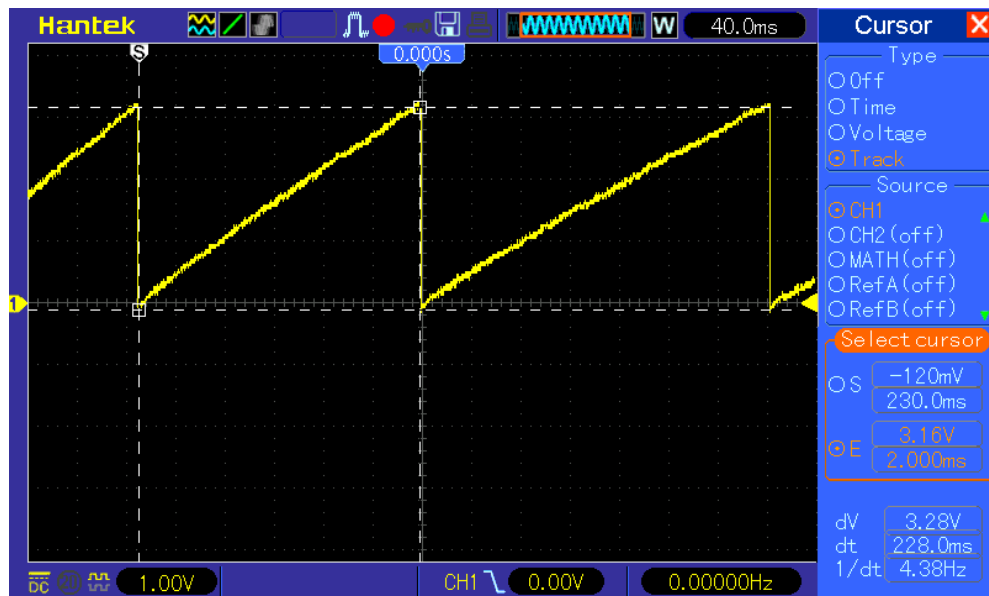 Hantek W 40.0ms Cursor X
S 0.000s
Type
Off
Time
Voltage
Track
Source
CH1
CH2(off)
MATH(off)
RefA(off)
RefB(off)
1
Select cursor
S -120mV
230.0ms
E 3.16V
2.000ms
dV 3.28V
dt 228.0ms
1/dt 4.38Hz
DC 1.00V CH1 0.00V 0.00000Hz